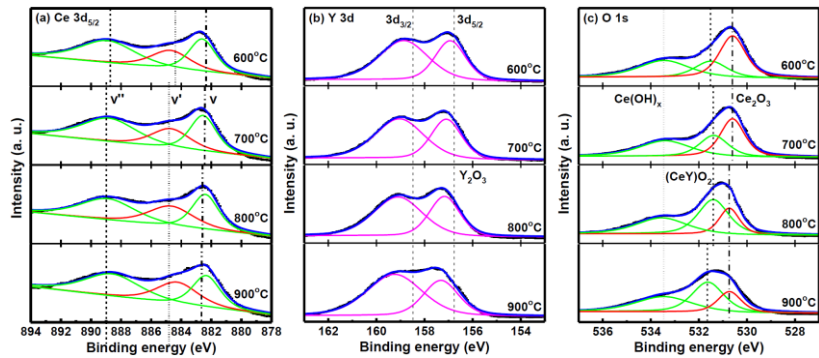 (a) Ce 3d5/2
600°C
v'' v' v
700°C
800°C
900°C
894 892 890 888 886 884 882 880 878
Binding energy (eV)
Intensity (a. u.)
(b) Y 3d
3d3/2 3d5/2
600°C
700°C
Y2O3
800°C
900°C
162 160 158 156 154
Binding energy (eV)
Intensity (a. u.)
(c) O 1s
600°C
Ce(OH)x Ce2O3
700°C
(CeY)O2
800°C
900°C
536 534 532 530 528
Binding energy (eV)
Intensity (a. u.)